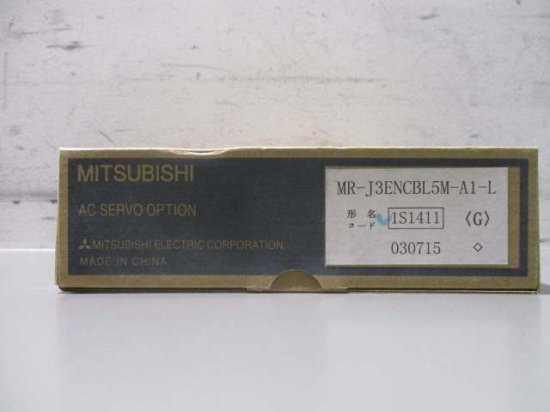 MITSUBISHI
AC SERVO OPTION
MITSUBISHI ELECTRIC CORPORATION
MADE IN CHINA
MR-J3ENCBL5M-A1-L
形名
コード 1S1411 〈G〉
030715 ◇